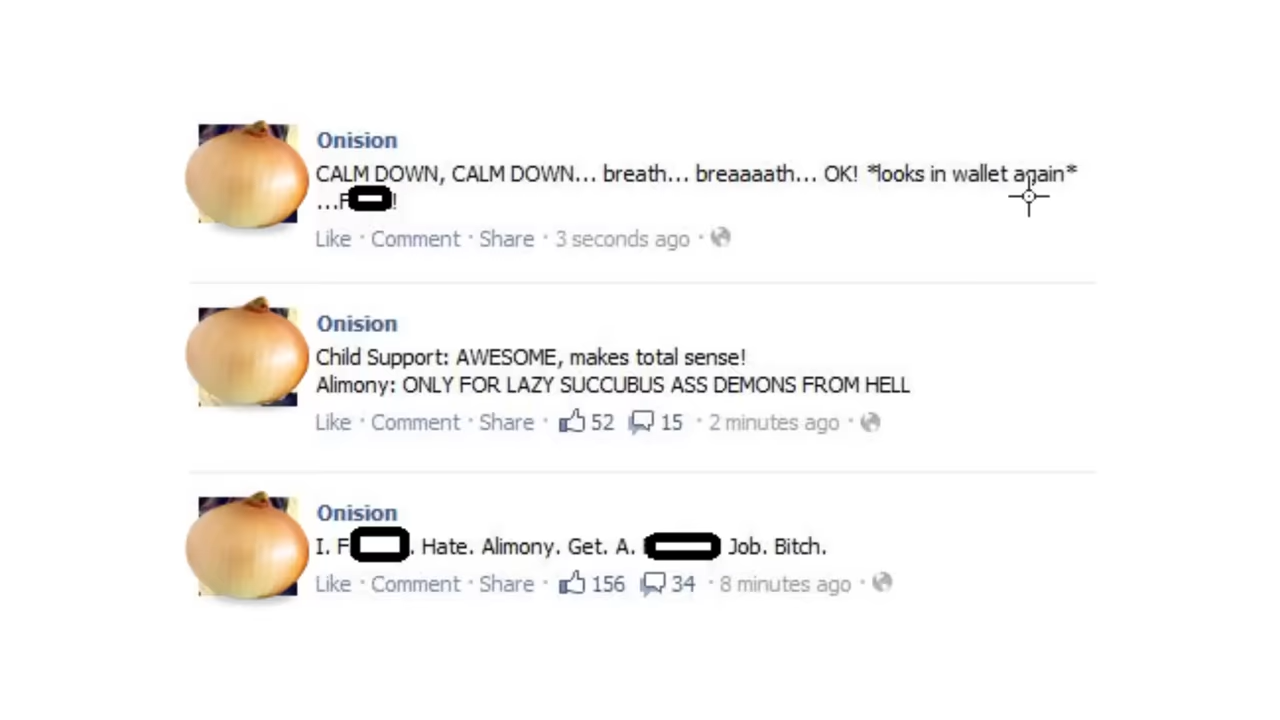 Onision
CALM DOWN, CALM DOWN... breath... breaaaath... OK! *looks in wallet again*
...F !
Like · Comment · Share · 3 seconds ago ·
Onision
Child Support: AWESOME, makes total sense!
Alimony: ONLY FOR LAZY SUCCUBUS ASS DEMONS FROM HELL
Like · Comment · Share · 52 15 · 2 minutes ago ·
Onision
I. F . Hate. Alimony. Get. A. Job. Bitch.
Like · Comment · Share · 156 34 · 8 minutes ago ·